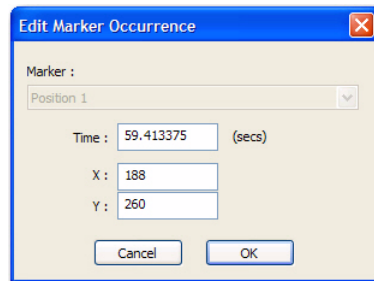 Edit Marker Occurrence
Marker :
Position 1
Time : 59.413375 (secs)
X : 188
Y : 260
Cancel OK